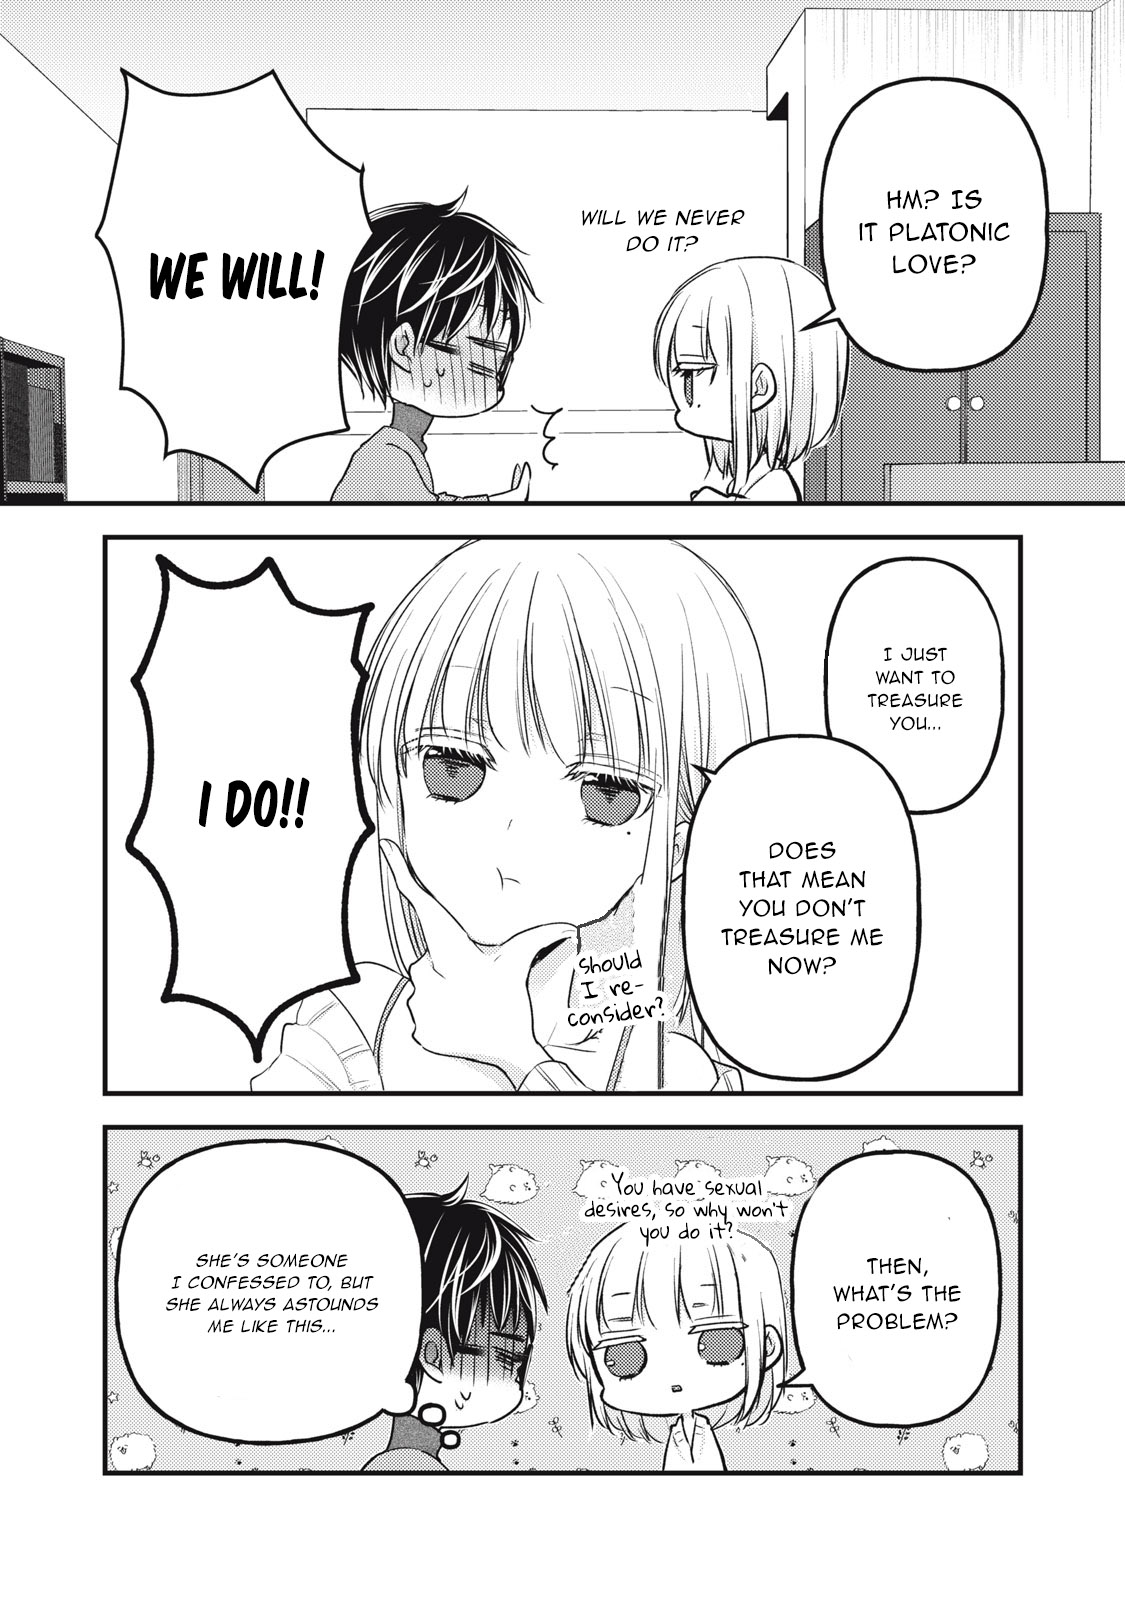 HM? IS
IT PLATONIC
LOVE?
WILL WE NEVER
DO IT?
WE WILL!
I JUST
WANT TO
TREASURE
YOU...
DOES
THAT MEAN
YOU DON'T
TREASURE ME
NOW?
Should
I re-
consider?
I DO!!
THEN,
WHAT'S THE
PROBLEM?
You have sexual
desires, so why won't
you do it?
SHE'S SOMEONE
I CONFESSED TO, BUT
SHE ALWAYS ASTOUNDS
ME LIKE THIS...